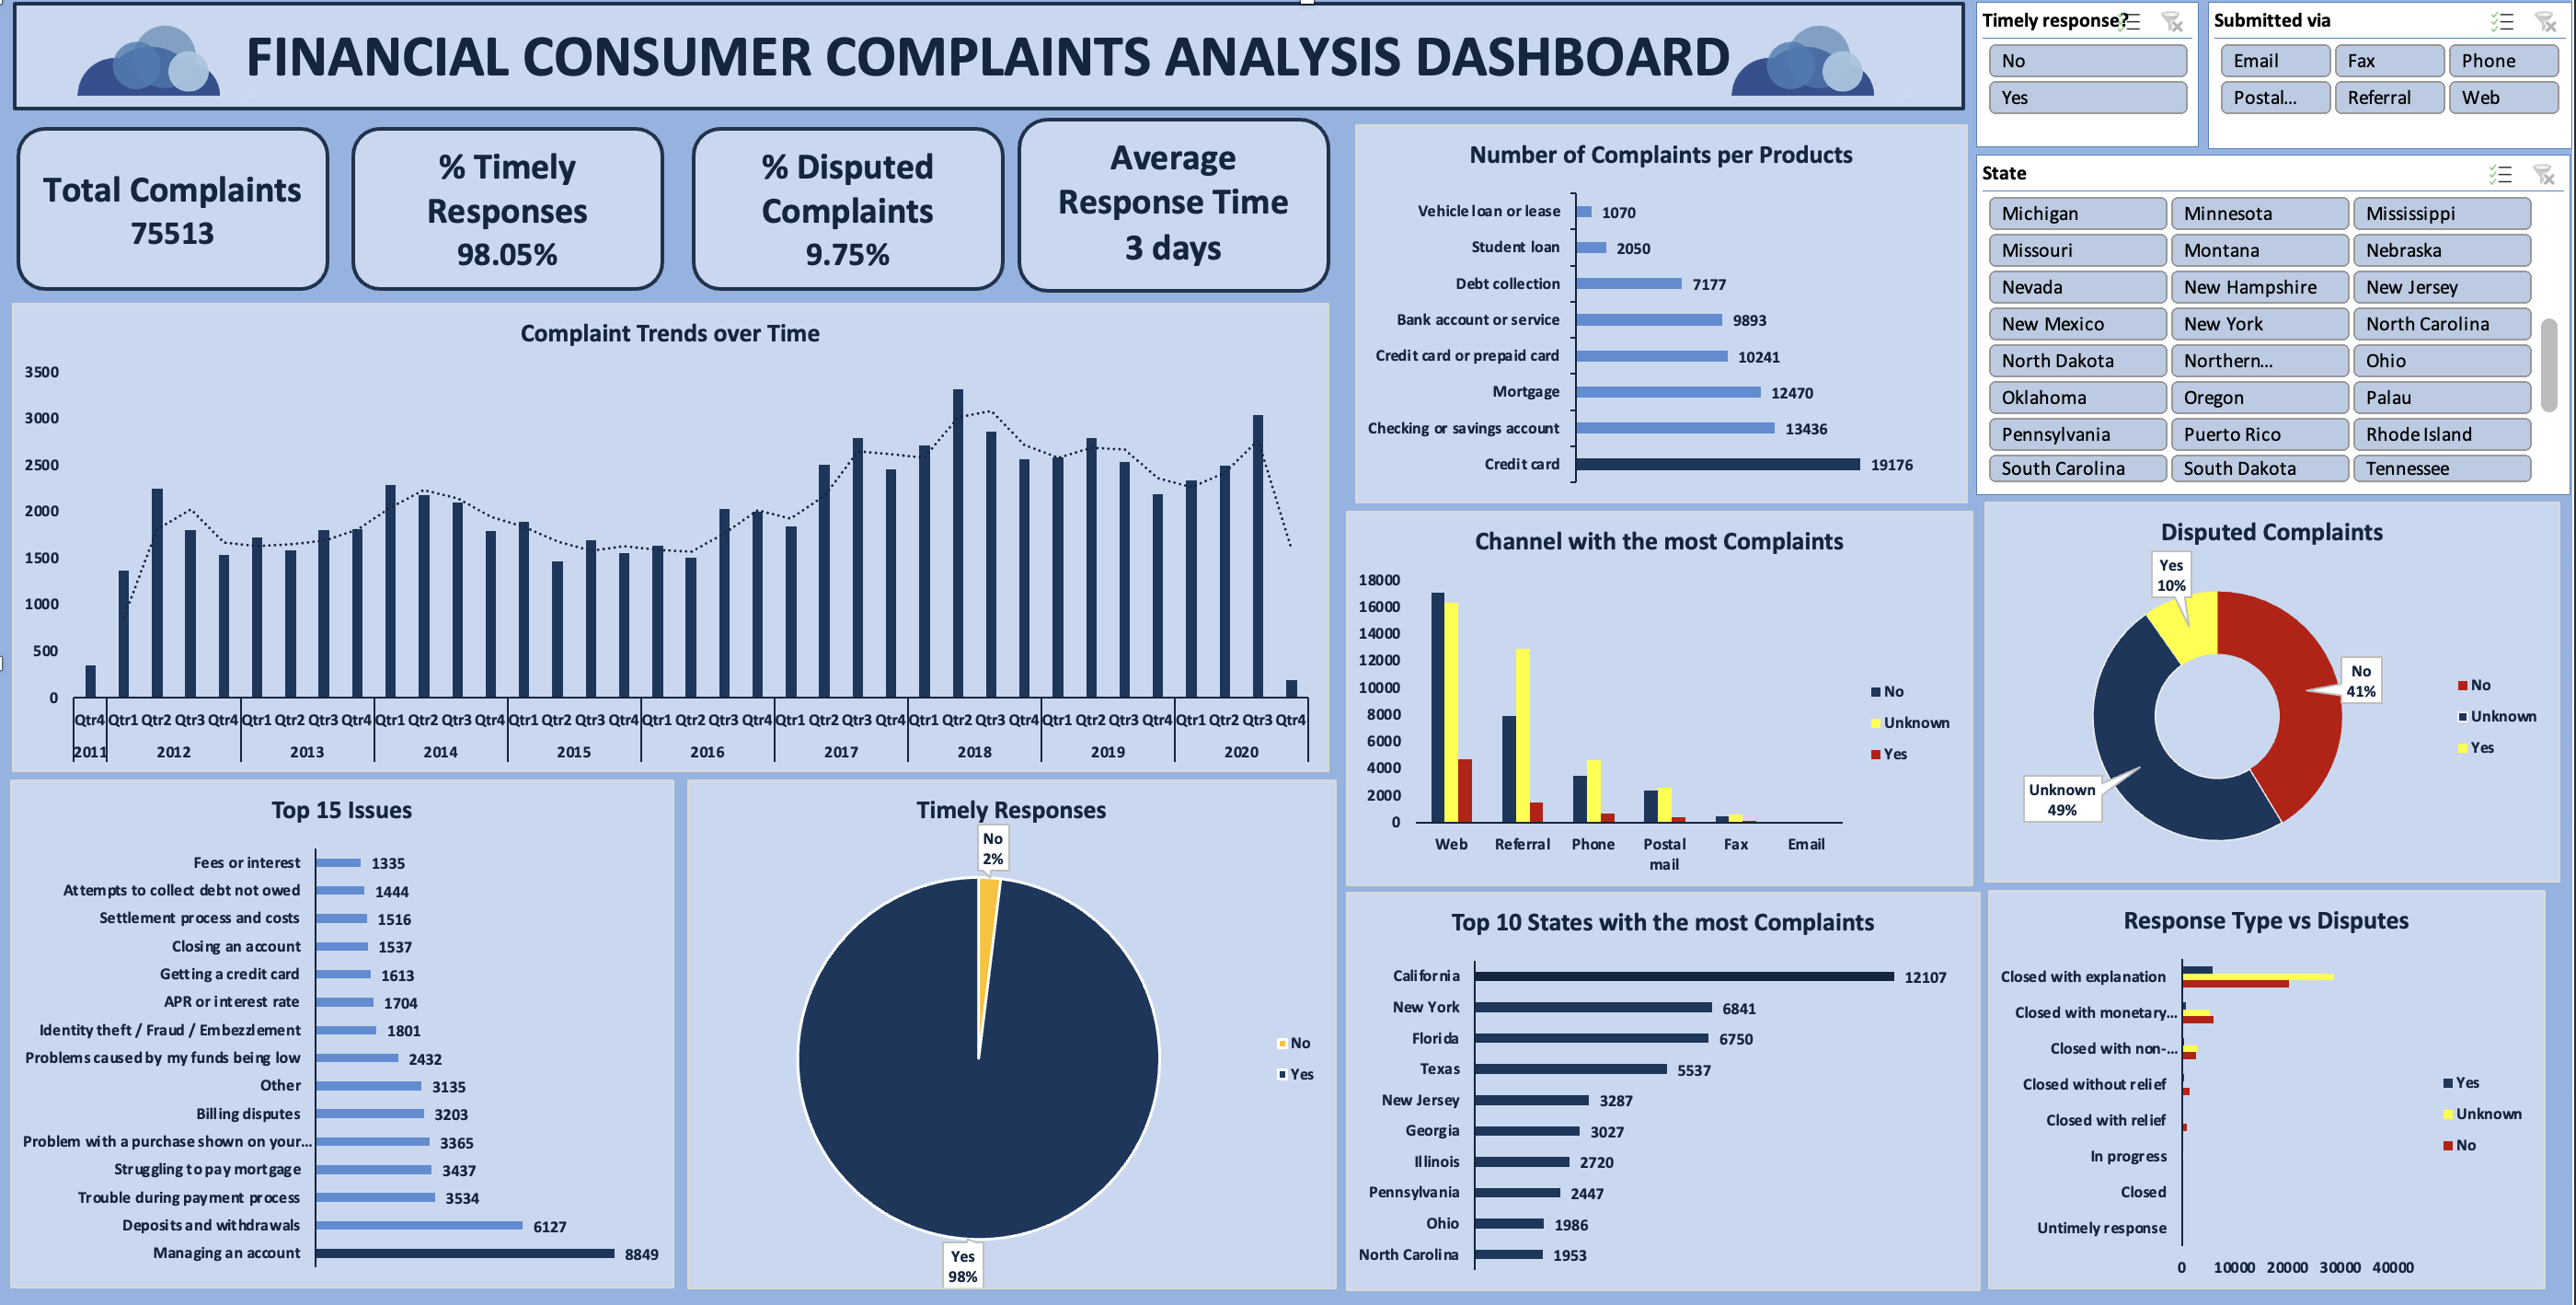 FINANCIAL CONSUMER COMPLAINTS ANALYSIS DASHBOARD
Timely response?
No
Yes
Submitted via
Email Fax Phone
Postal... Referral Web
Total Complaints
75513
% Timely
Responses
98.05%
% Disputed
Complaints
9.75%
Average
Response Time
3 days
Number of Complaints per Products
Vehicle loan or lease 1070
Student loan 2050
Debt collection 7177
Bank account or service 9893
Credit card or prepaid card 10241
Mortgage 12470
Checking or savings account 13436
Credit card 19176
State
Michigan Minnesota Mississippi
Missouri Montana Nebraska
Nevada New Hampshire New Jersey
New Mexico New York North Carolina
North Dakota Northern... Ohio
Oklahoma Oregon Palau
Pennsylvania Puerto Rico Rhode Island
South Carolina South Dakota Tennessee
Complaint Trends over Time
3500
3000
2500
2000
1500
1000
500
0
Qtr4 Qtr1 Qtr2 Qtr3 Qtr4 Qtr1 Qtr2 Qtr3 Qtr4 Qtr1 Qtr2 Qtr3 Qtr4 Qtr1 Qtr2 Qtr3 Qtr4 Qtr1 Qtr2 Qtr3 Qtr4 Qtr1 Qtr2 Qtr3 Qtr4 Qtr1 Qtr2 Qtr3 Qtr4 Qtr1 Qtr2 Qtr3 Qtr4 Qtr1 Qtr2 Qtr3 Qtr4
2011 2012 2013 2014 2015 2016 2017 2018 2019 2020
Channel with the most Complaints
18000
16000
14000
12000
10000
8000
6000
4000
2000
0
Web Referral Phone Postal mail Fax Email
No
Unknown
Yes
Disputed Complaints
Yes
10%
No
41%
Unknown
49%
No
Unknown
Yes
Top 15 Issues
Fees or interest 1335
Attempts to collect debt not owed 1444
Settlement process and costs 1516
Closing an account 1537
Getting a credit card 1613
APR or interest rate 1704
Identity theft / Fraud / Embezzlement 1801
Problems caused by my funds being low 2432
Other 3135
Billing disputes 3203
Problem with a purchase shown on your... 3365
Struggling to pay mortgage 3437
Trouble during payment process 3534
Deposits and withdrawals 6127
Managing an account 8849
Timely Responses
No
2%
Yes
98%
No
Yes
Top 10 States with the most Complaints
California 12107
New York 6841
Florida 6750
Texas 5537
New Jersey 3287
Georgia 3027
Illinois 2720
Pennsylvania 2447
Ohio 1986
North Carolina 1953
Response Type vs Disputes
Closed with explanation
Closed with monetary...
Closed with non-...
Closed without relief
Closed with relief
In progress
Closed
Untimely response
0 10000 20000 30000 40000
Yes
Unknown
No